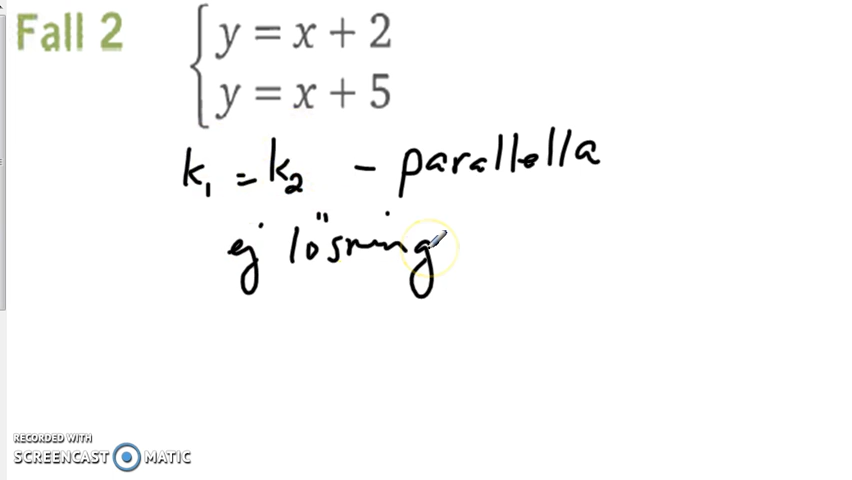 Fall 2
y = x + 2
y = x + 5
k₁ = k₂ - parallella
ej lösning
RECORDED WITH
SCREENCAST MATIC